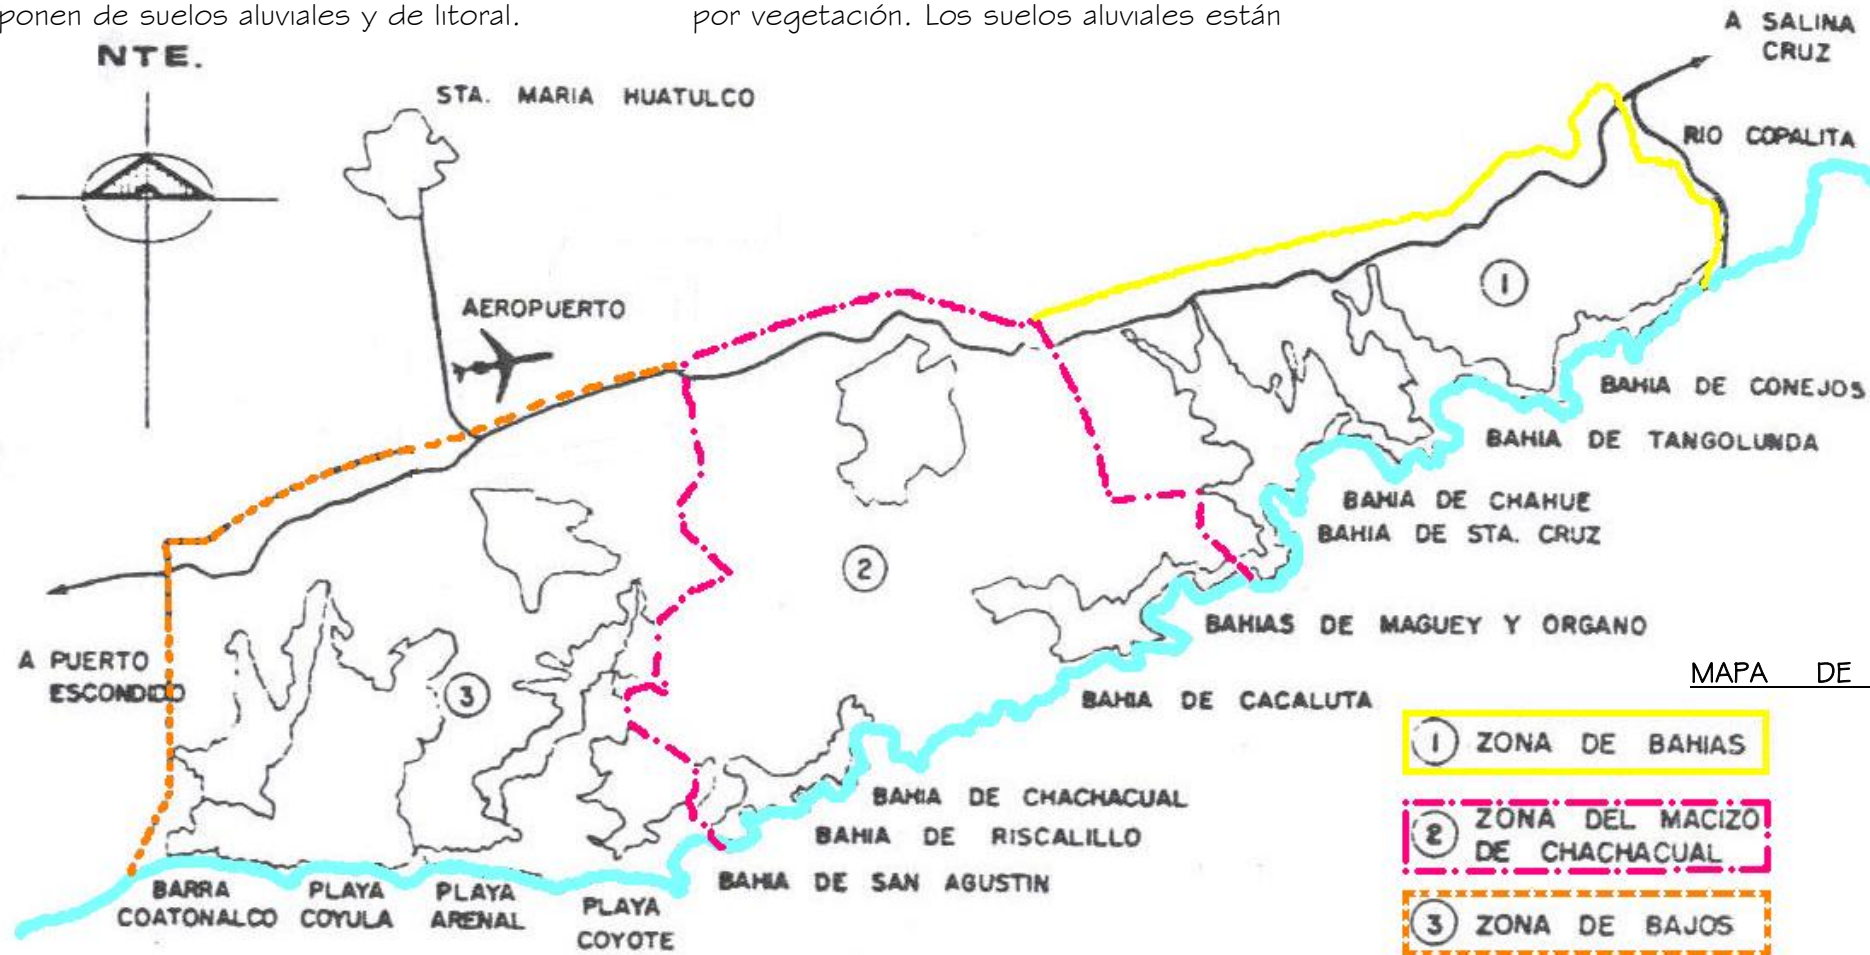 ponen de suelos aluviales y de litoral.
por vegetación. Los suelos aluviales están
NTE.
STA. MARIA HUATULCO
A SALINA
CRUZ
RIO COPALITA
AEROPUERTO
1
BAHIA DE CONEJOS
BAHIA DE TANGOLUNDA
BAHIA DE CHAHUE
BAHIA DE STA. CRUZ
2
BAHIAS DE MAGUEY Y ORGANO
A PUERTO
ESCONDIDO
3
BAHIA DE CACALUTA
BAHIA DE CHACHACUAL
BAHIA DE RISCALILLO
BAHIA DE SAN AGUSTIN
BARRA
COATONALCO
PLAYA
COYULA
PLAYA
ARENAL
PLAYA
COYOTE
MAPA DE
1 ZONA DE BAHIAS
2 ZONA DEL MACIZO
DE CHACHACUAL
3 ZONA DE BAJOS